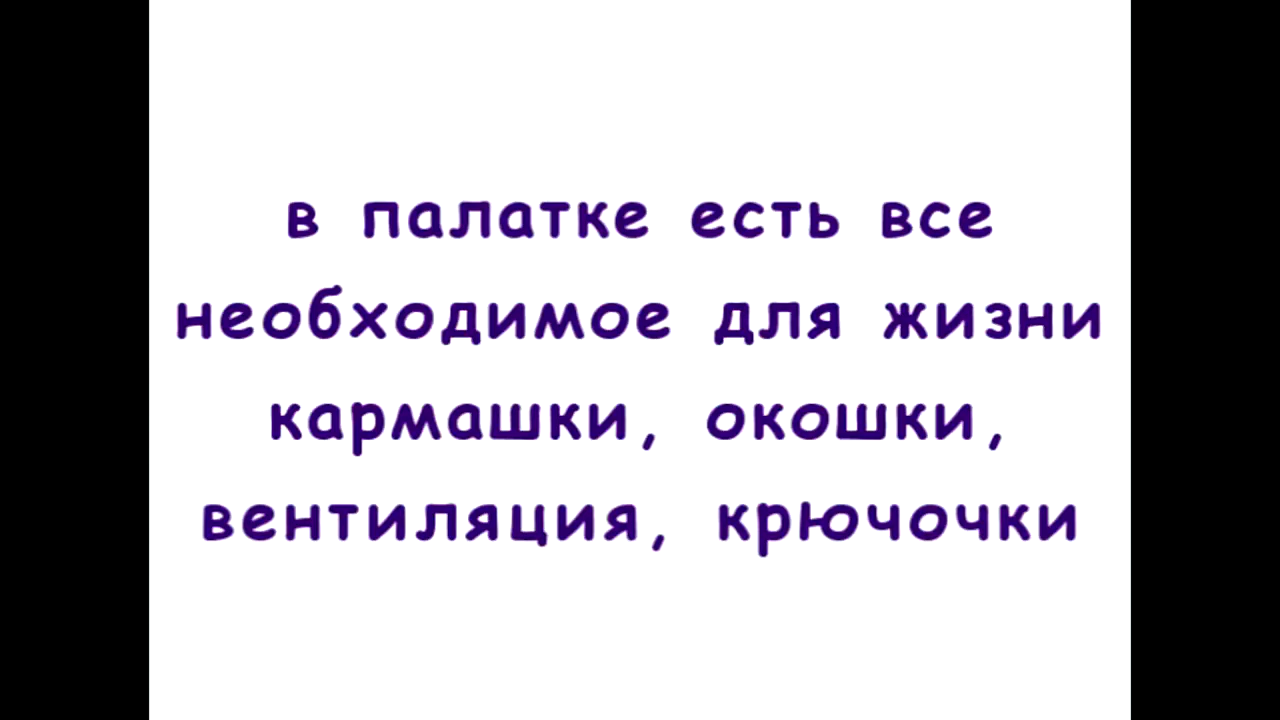 в палатке есть все
необходимое для жизни
кармашки, окошки,
вентиляция, крючочки